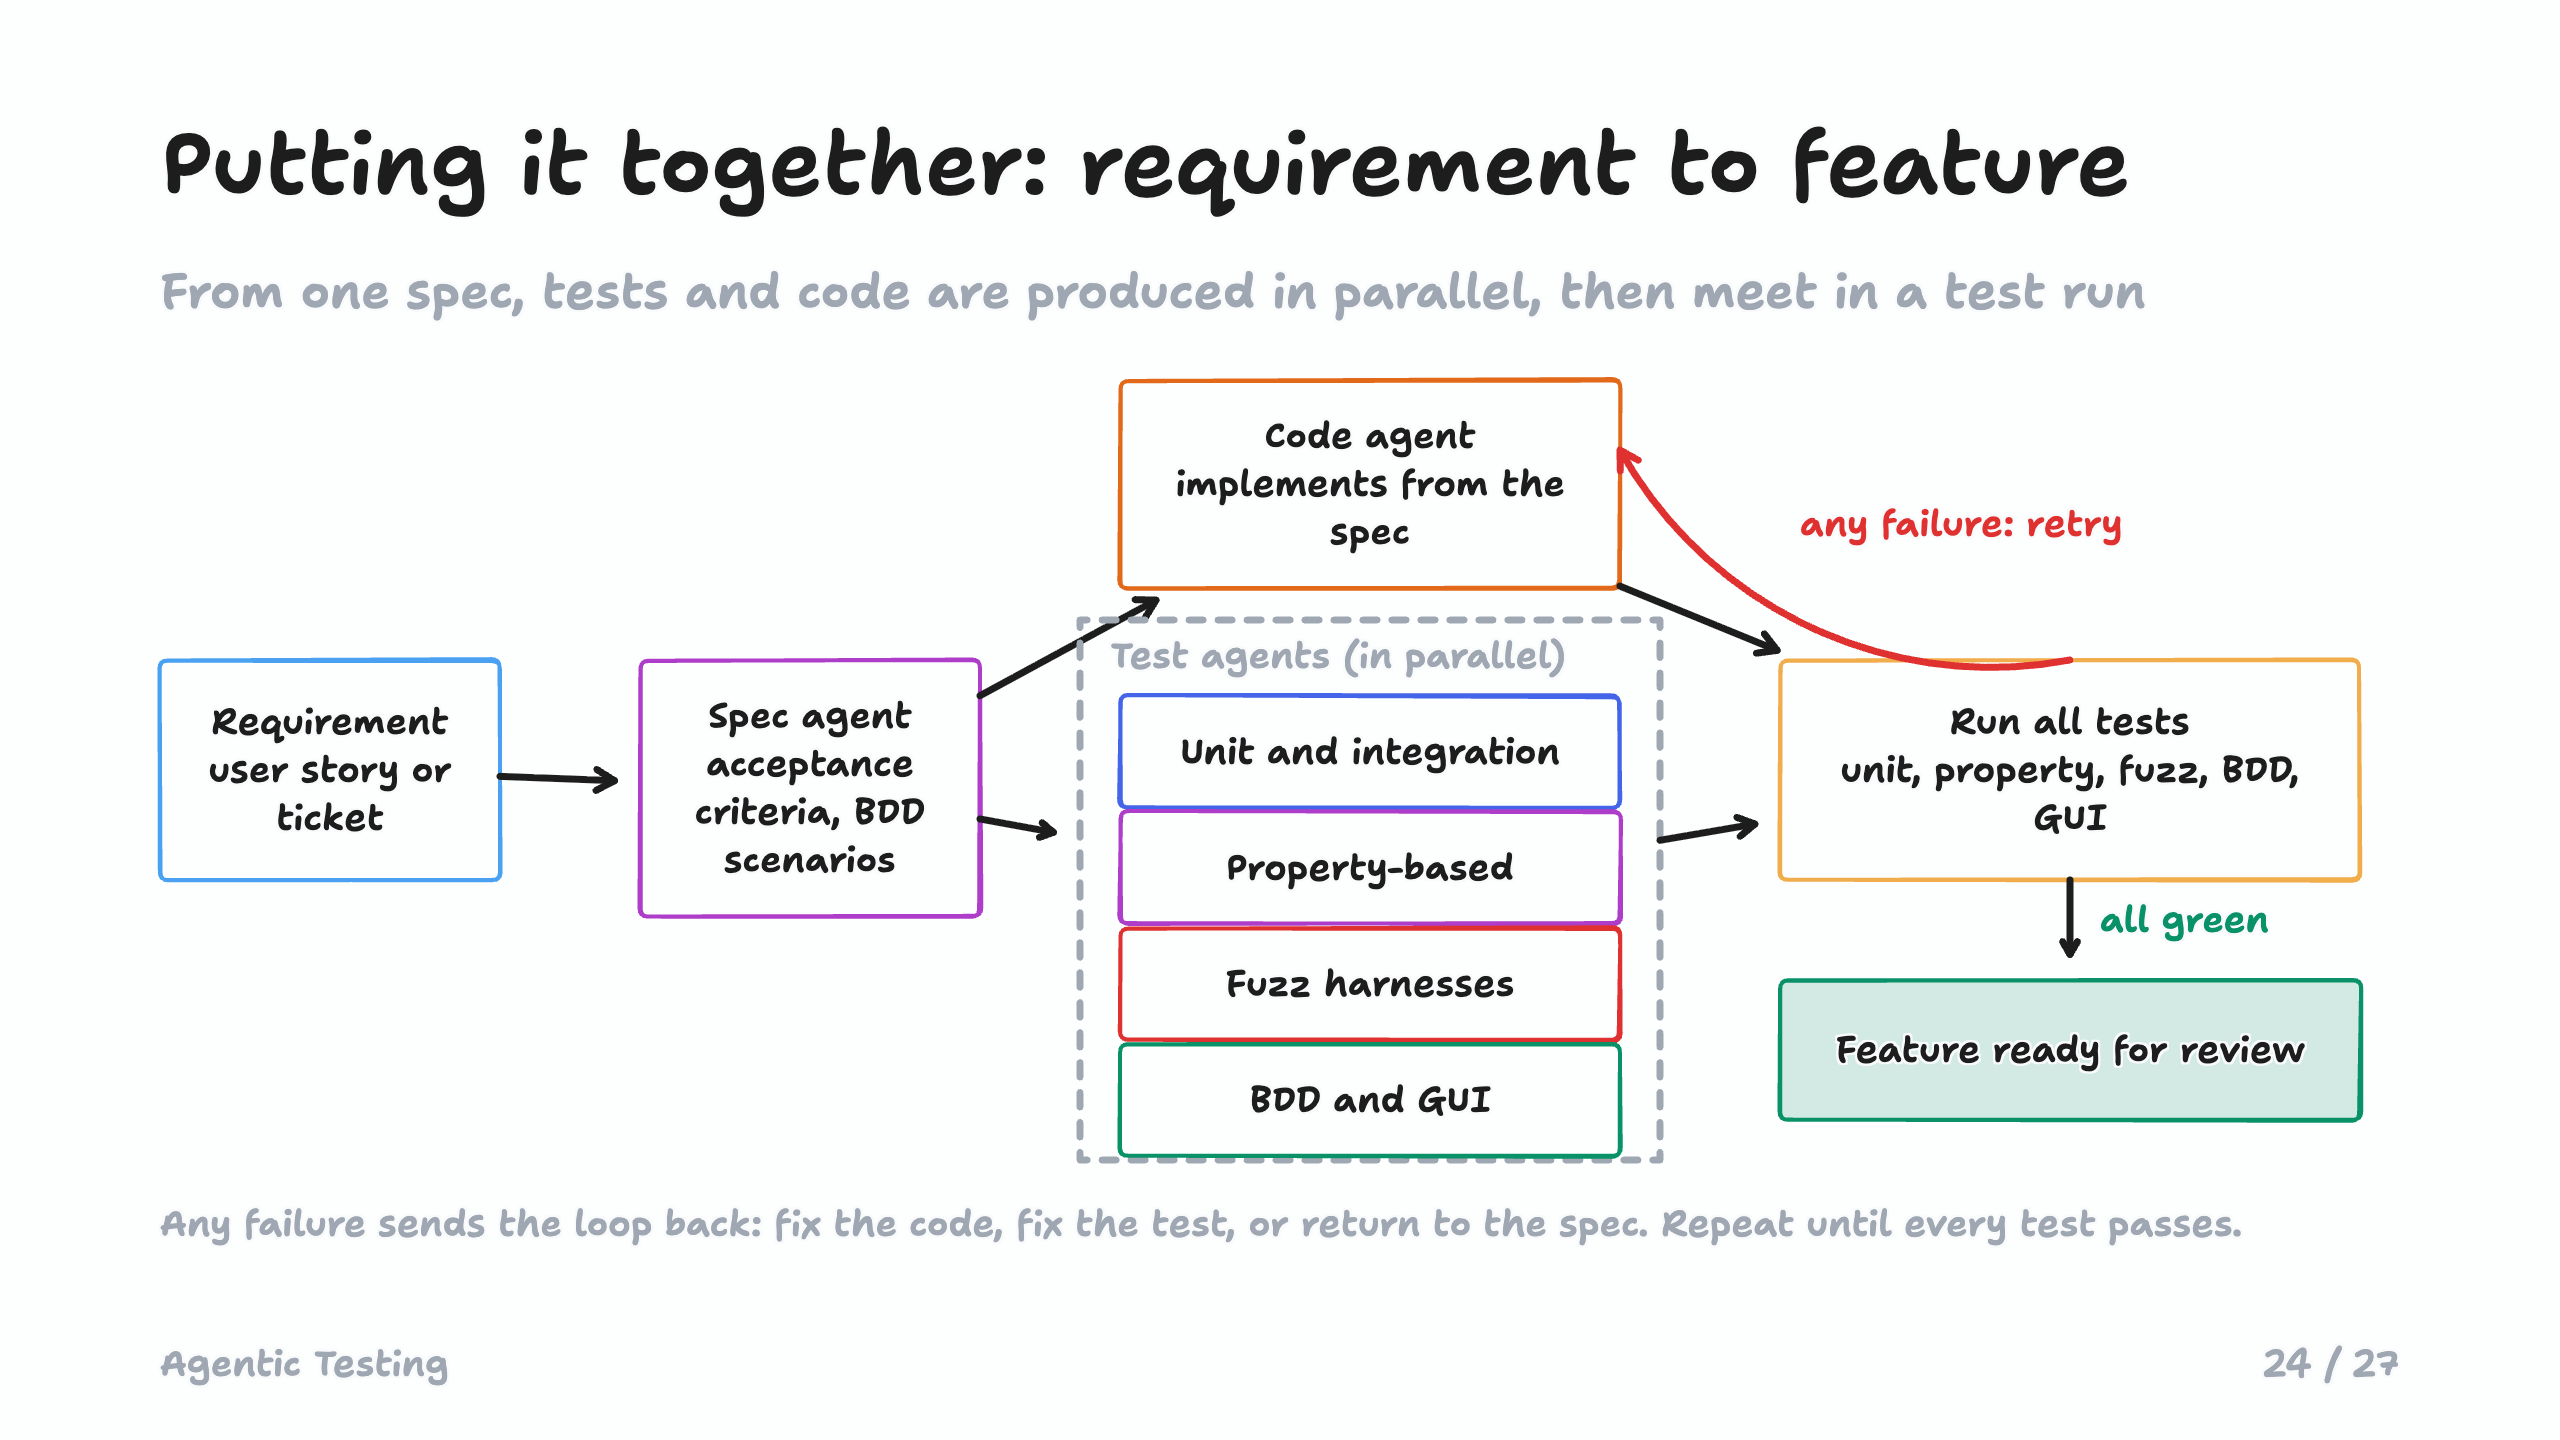 Putting it together: requirement to feature
From one spec, tests and code are produced in parallel, then meet in a test run
Code agent
implements from the
spec
any failure: retry
Test agents (in parallel)
Requirement
user story or
ticket
Spec agent
acceptance
criteria, BDD
scenarios
Unit and integration
Property-based
Fuzz harnesses
BDD and GUI
Run all tests
unit, property, fuzz, BDD,
GUI
all green
Feature ready for review
Any failure sends the loop back: fix the code, fix the test, or return to the spec. Repeat until every test passes.
Agentic Testing
24 / 27